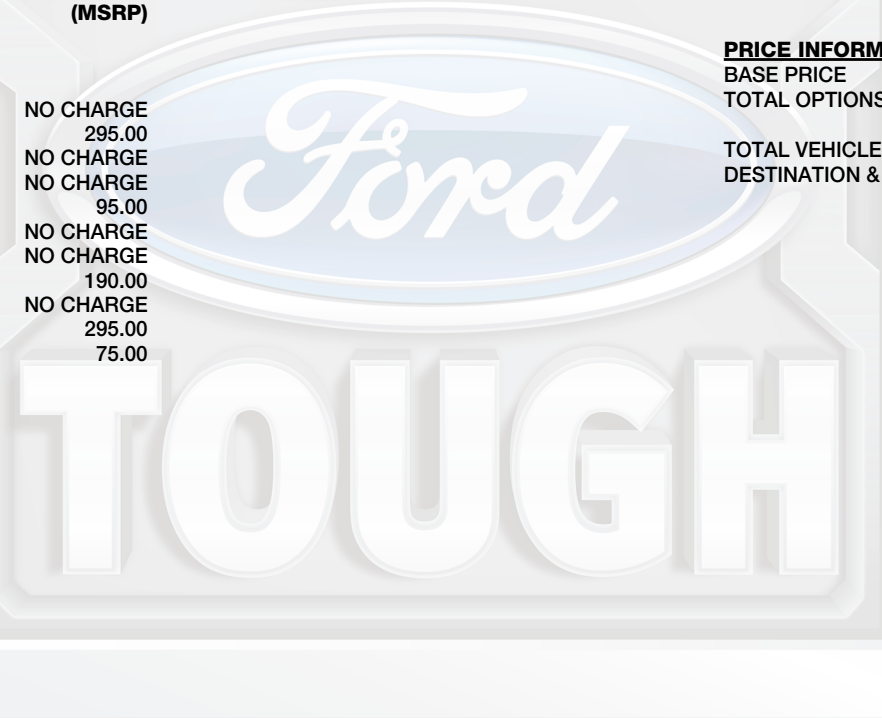 (MSRP)
NO CHARGE
295.00
NO CHARGE
NO CHARGE
95.00
NO CHARGE
NO CHARGE
190.00
NO CHARGE
295.00
75.00
PRICE INFORM
BASE PRICE
TOTAL OPTIONS
TOTAL VEHICLE
DESTINATION &
Ford
TOUGH